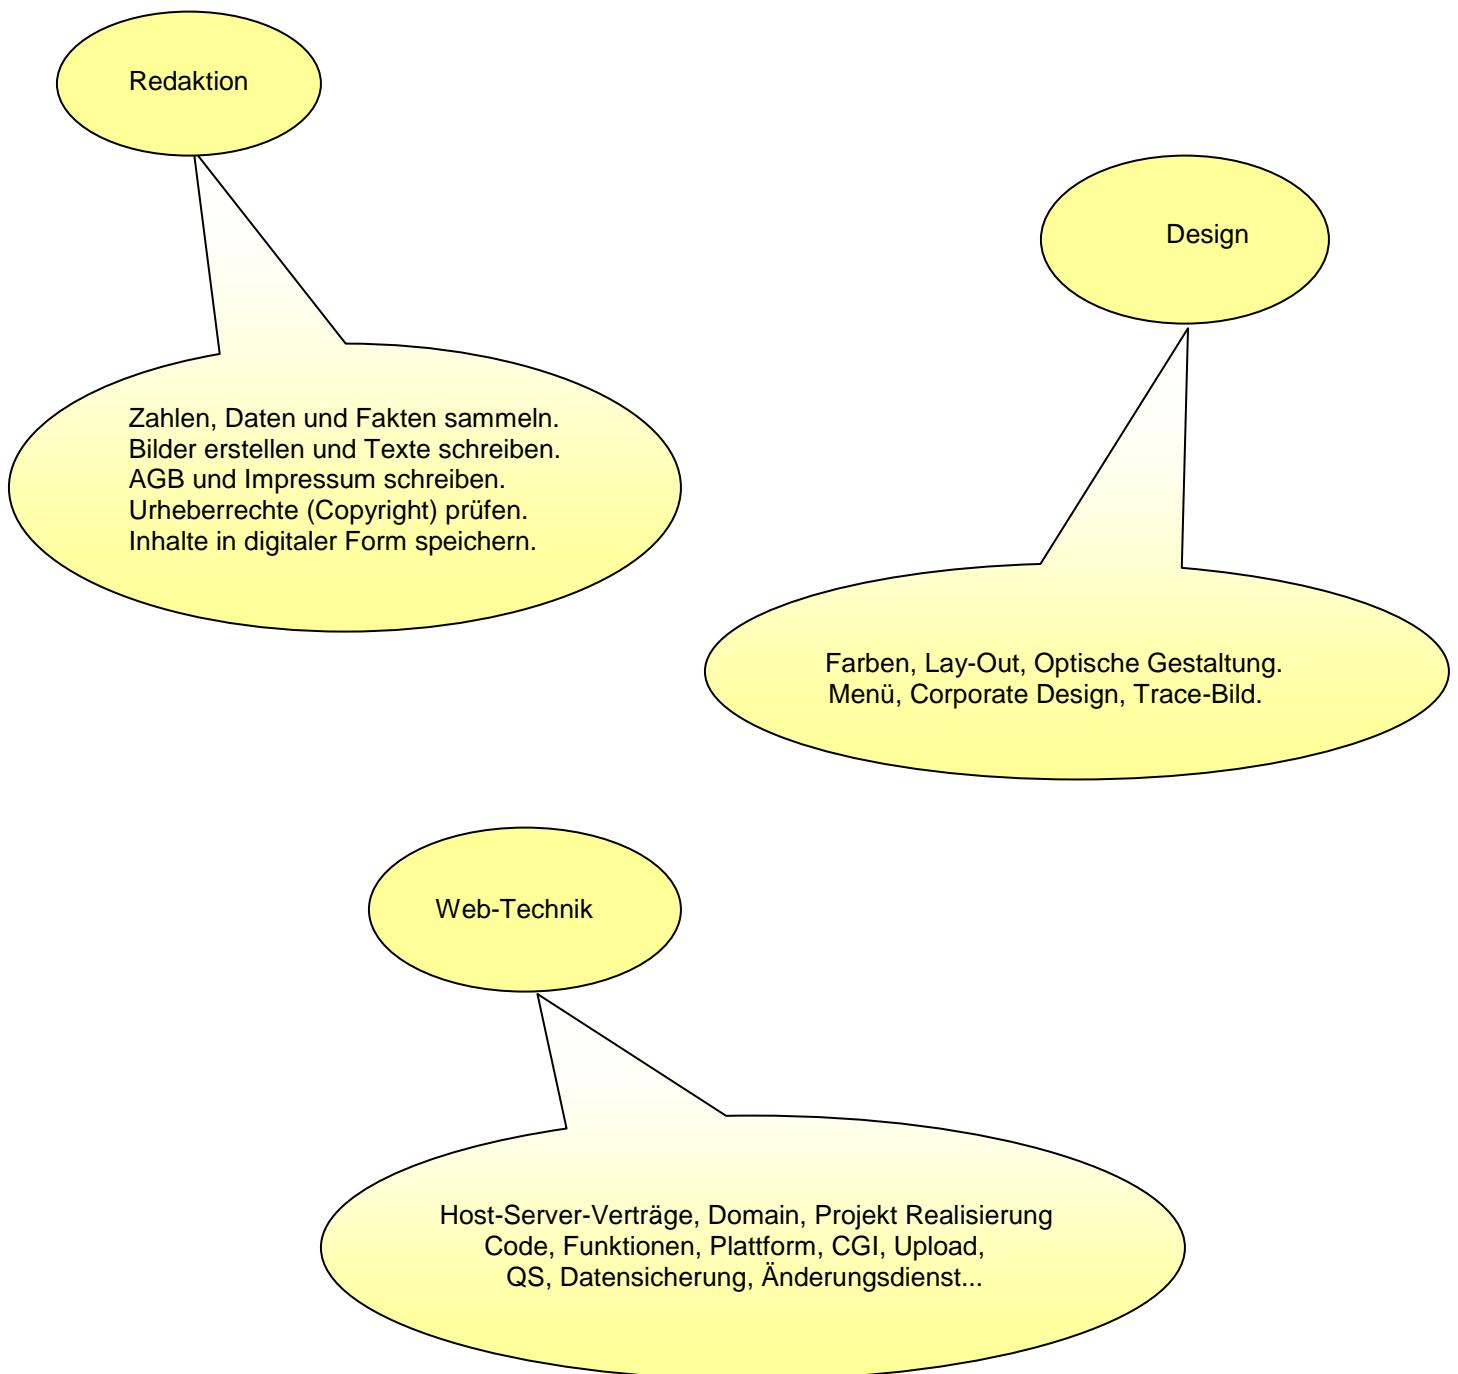 Redaktion
Design
Zahlen, Daten und Fakten sammeln.
Bilder erstellen und Texte schreiben.
AGB und Impressum schreiben.
Urheberrechte (Copyright) prüfen.
Inhalte in digitaler Form speichern.
Farben, Lay-Out, Optische Gestaltung.
Menü, Corporate Design, Trace-Bild.
Web-Technik
Host-Server-Verträge, Domain, Projekt Realisierung
Code, Funktionen, Plattform, CGI, Upload,
QS, Datensicherung, Änderungsdienst...